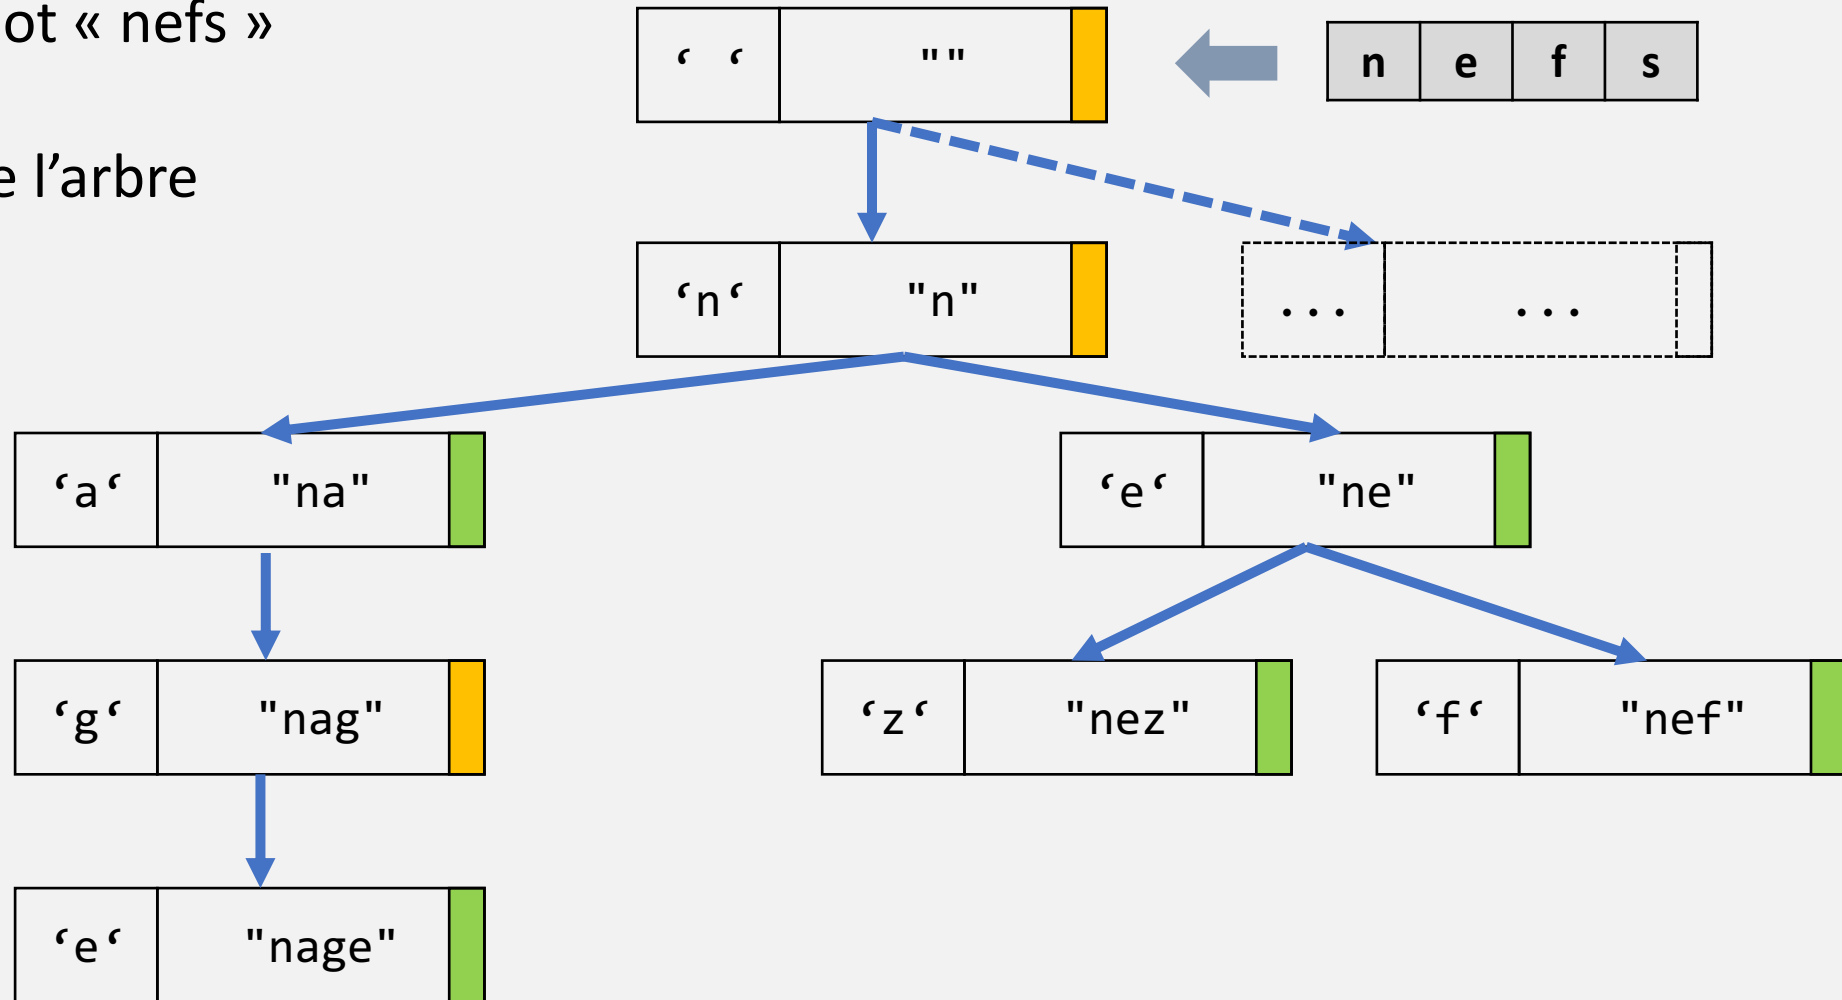 ot « nefs »
‘ ‘ ""
n e f s
e l’arbre
‘n‘ "n"
... ...
‘a‘ "na"
‘e‘ "ne"
‘g‘ "nag"
‘z‘ "nez"
‘f‘ "nef"
‘e‘ "nage"